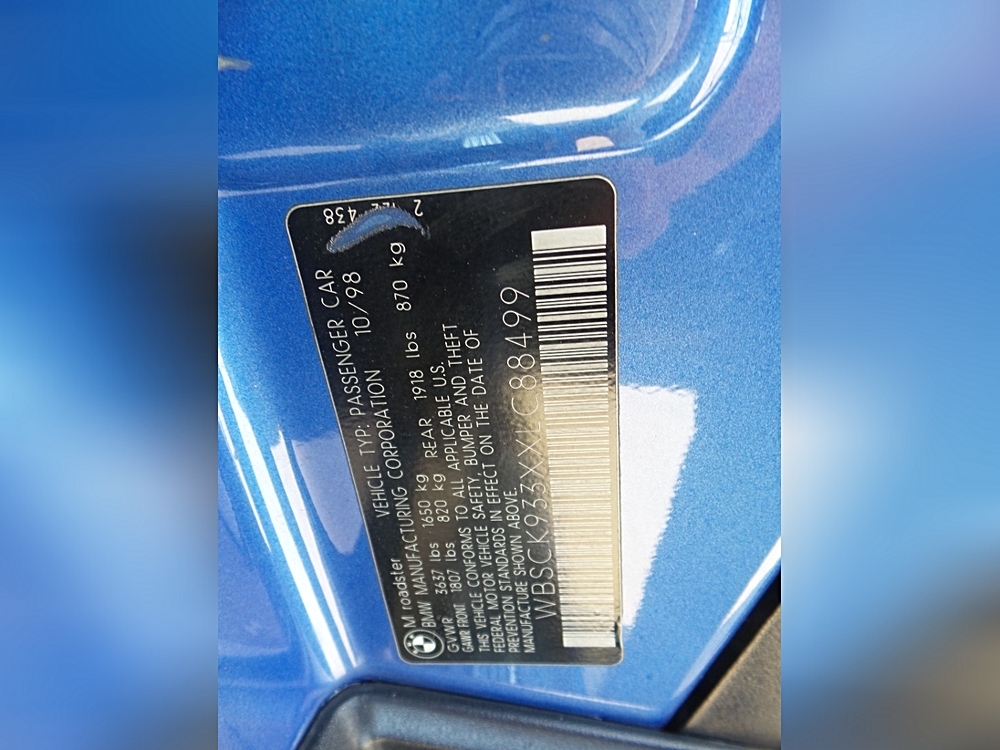 M roadster VEHICLE TYP: PASSENGER CAR
BMW MANUFACTURING CORPORATION 10/98
GVWR 3637 lbs 1650 kg REAR 1918 lbs 870 kg
GAWR FRONT 1807 lbs 820 kg
THIS VEHICLE CONFORMS TO ALL APPLICABLE U.S.
FEDERAL MOTOR VEHICLE SAFETY, BUMPER AND THEFT
PREVENTION STANDARDS IN EFFECT ON THE DATE OF
MANUFACTURE SHOWN ABOVE.
WBSCK933XXLC88499
438